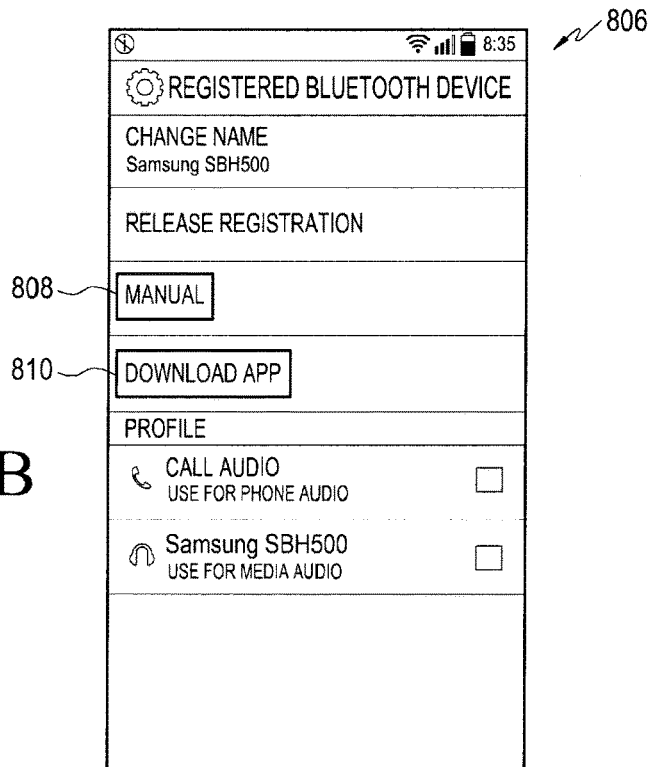 806
8:35
REGISTERED BLUETOOTH DEVICE
CHANGE NAME
Samsung SBH500
RELEASE REGISTRATION
808
MANUAL
810
DOWNLOAD APP
PROFILE
B
CALL AUDIO
USE FOR PHONE AUDIO
Samsung SBH500
USE FOR MEDIA AUDIO